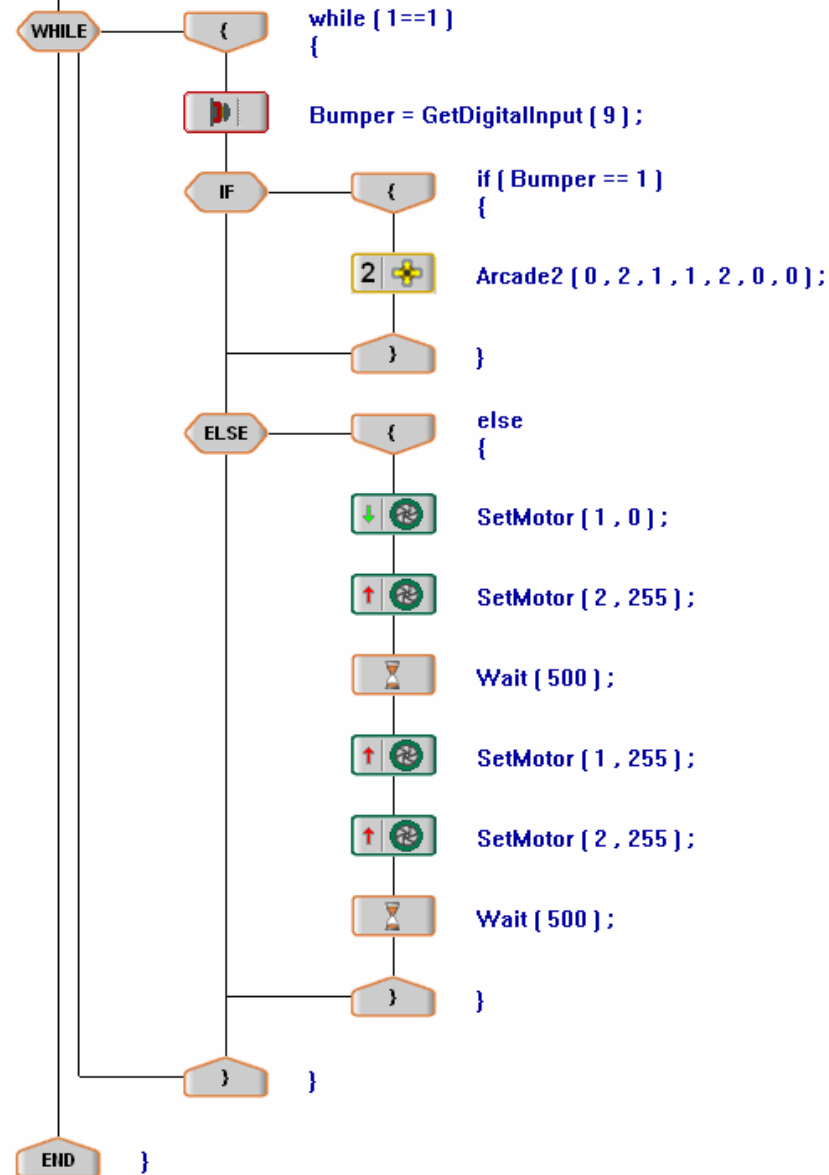 WHILE { while ( 1==1 )
{
Bumper = GetDigitalInput ( 9 ) ;
IF { if ( Bumper == 1 )
{
2 Arcade2 ( 0 , 2 , 1 , 1 , 2 , 0 , 0 ) ;
} }
ELSE { else
{
SetMotor ( 1 , 0 ) ;
SetMotor ( 2 , 255 ) ;
Wait ( 500 ) ;
SetMotor ( 1 , 255 ) ;
SetMotor ( 2 , 255 ) ;
Wait ( 500 ) ;
} }
} }
END }